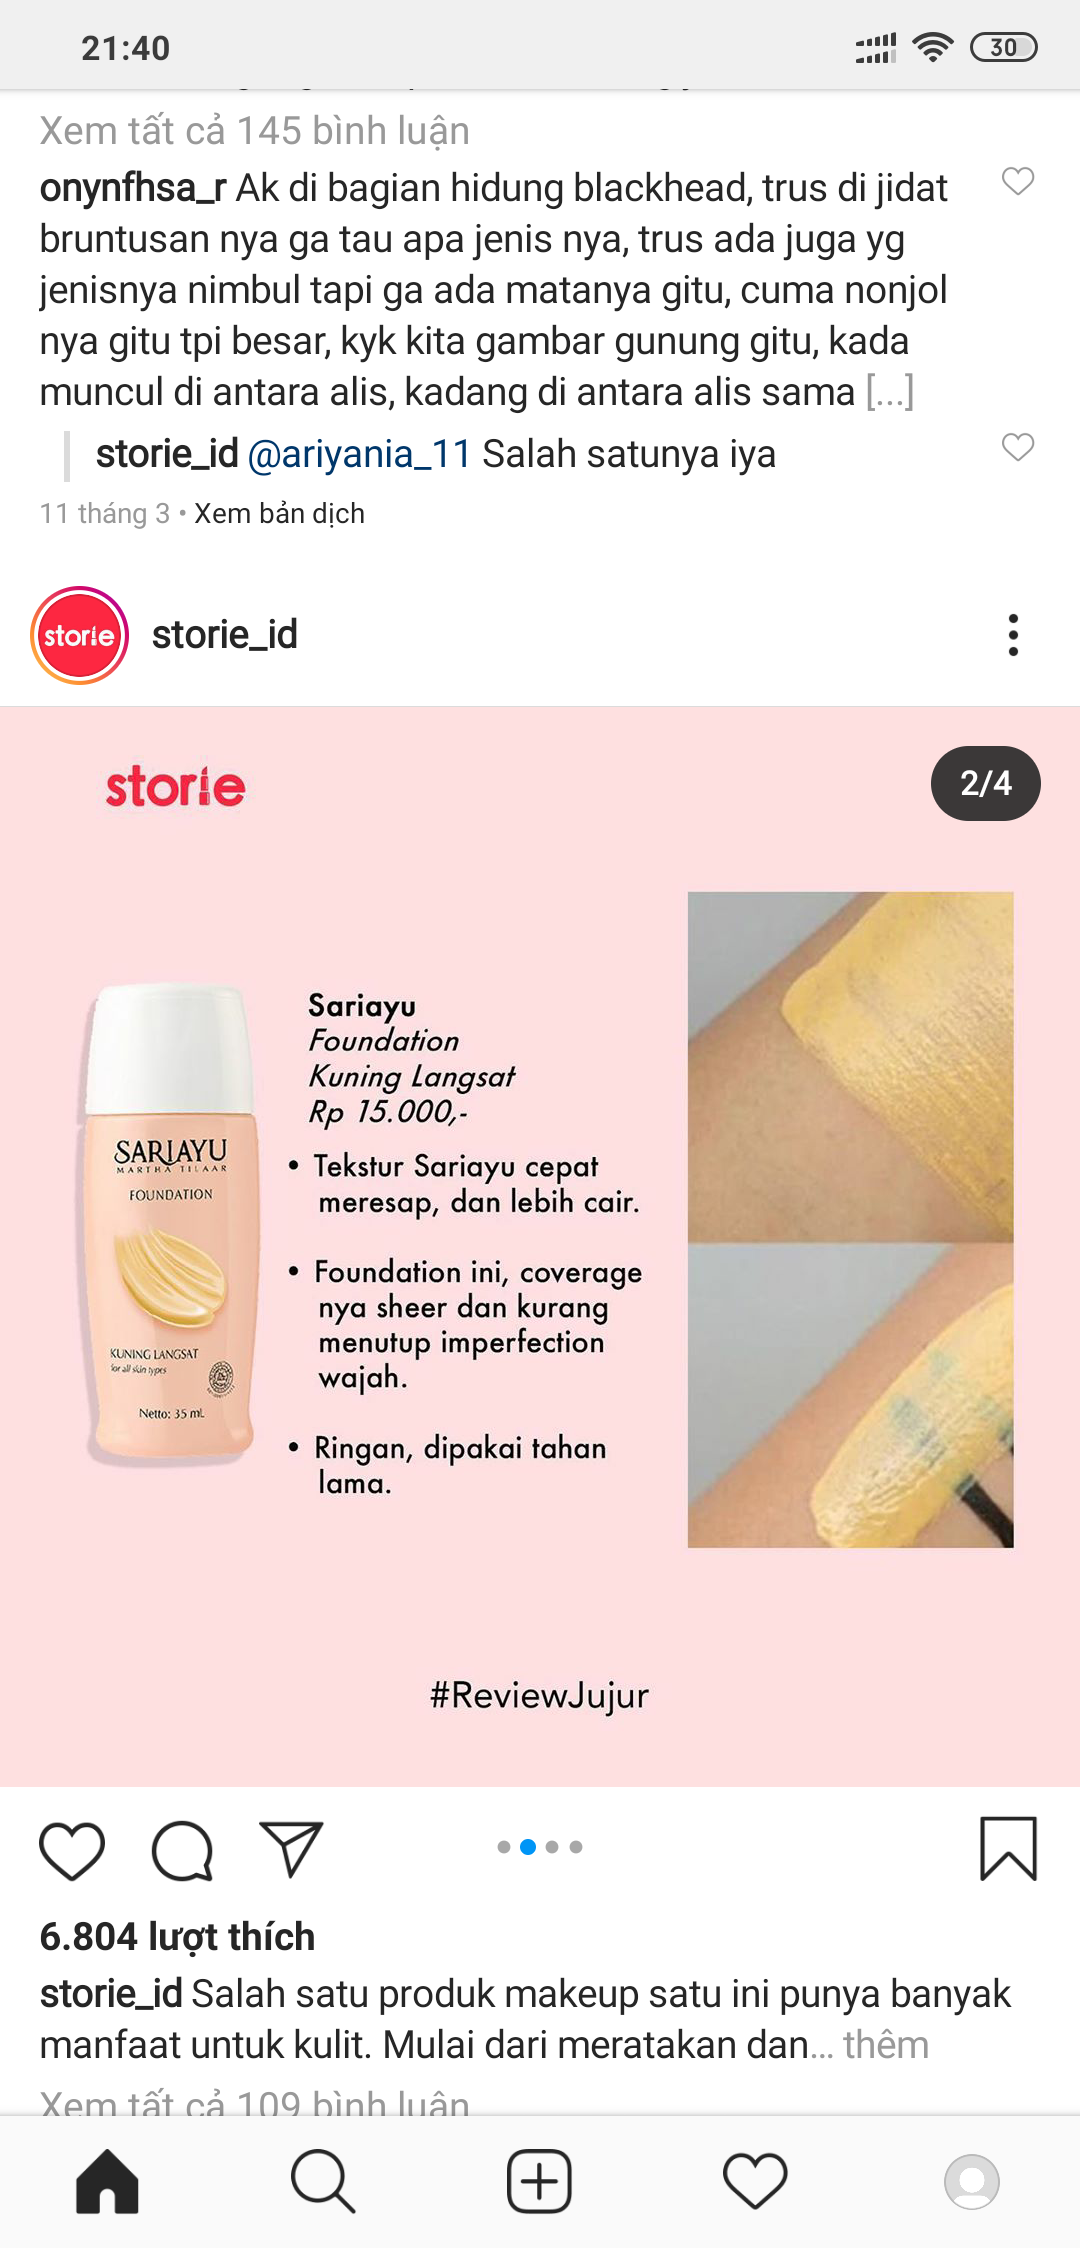 21:40
30
Xem tất cả 145 bình luận
onynfhsa_r Ak di bagian hidung blackhead, trus di jidat
bruntusan nya ga tau apa jenis nya, trus ada juga yg
jenisnya nimbul tapi ga ada matanya gitu, cuma nonjol
nya gitu tpi besar, kyk kita gambar gunung gitu, kada
muncul di antara alis, kadang di antara alis sama [...]
storie_id @ariyania_11 Salah satunya iya
11 tháng 3 • Xem bản dịch
storie
storie_id
storie
2/4
Sariayu
Foundation
Kuning Langsat
Rp 15.000,-
• Tekstur Sariayu cepat
meresap, dan lebih cair.
• Foundation ini, coverage
nya sheer dan kurang
menutup imperfection
wajah.
• Ringan, dipakai tahan
lama.
SARIAYU
MARTHA TILAAR
FOUNDATION
KUNING LANGSAT
for all skin types
Netto: 35 mL
#ReviewJujur
6.804 lượt thích
storie_id Salah satu produk makeup satu ini punya banyak
manfaat untuk kulit. Mulai dari meratakan dan... thêm
Xem tất cả 109 bình luận